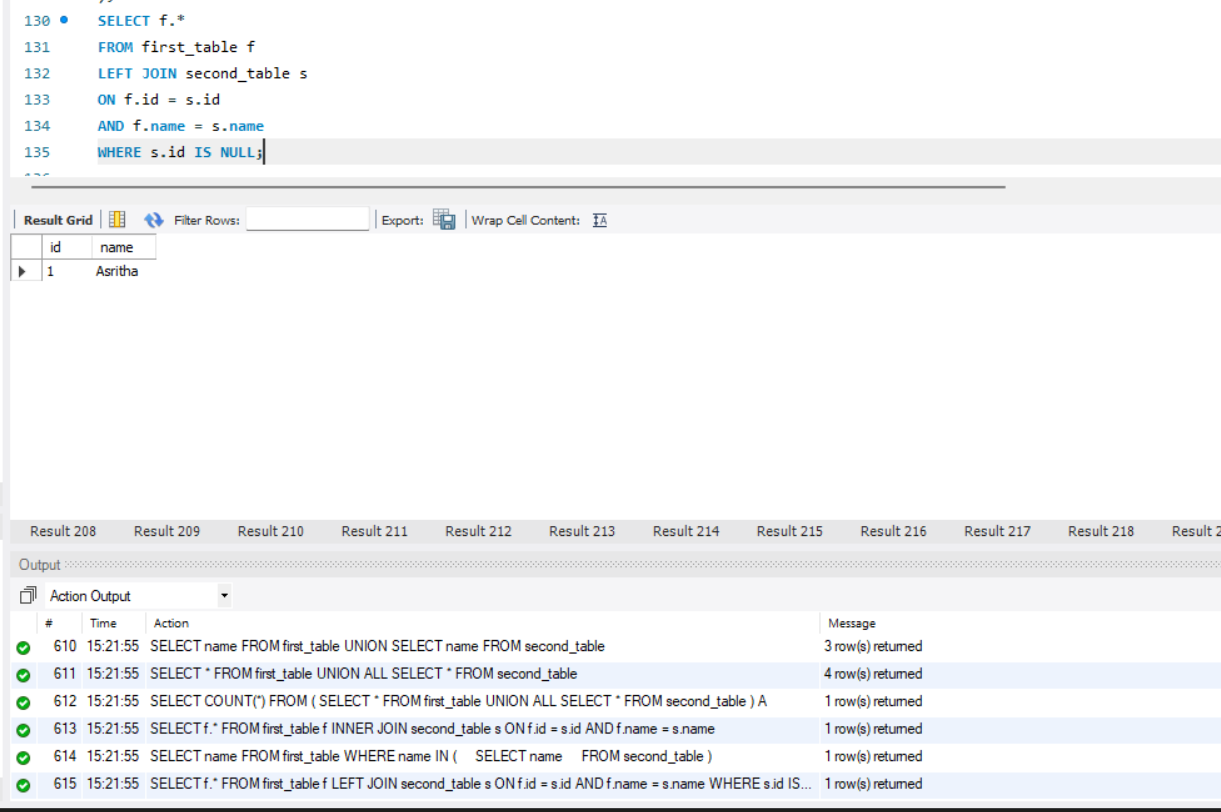 130 SELECT f.*
131 FROM first_table f
132 LEFT JOIN second_table s
133 ON f.id = s.id
134 AND f.name = s.name
135 WHERE s.id IS NULL;
Result Grid Filter Rows: Export: Wrap Cell Content:
id name
1 Asritha
Result 208 Result 209 Result 210 Result 211 Result 212 Result 213 Result 214 Result 215 Result 216 Result 217 Result 218 Result 2
Output
Action Output
# Time Action Message
610 15:21:55 SELECT name FROM first_table UNION SELECT name FROM second_table 3 row(s) returned
611 15:21:55 SELECT * FROM first_table UNION ALL SELECT * FROM second_table 4 row(s) returned
612 15:21:55 SELECT COUNT(*) FROM ( SELECT * FROM first_table UNION ALL SELECT * FROM second_table ) A 1 row(s) returned
613 15:21:55 SELECT f.* FROM first_table f INNER JOIN second_table s ON f.id = s.id AND f.name = s.name 1 row(s) returned
614 15:21:55 SELECT name FROM first_table WHERE name IN ( SELECT name FROM second_table ) 1 row(s) returned
615 15:21:55 SELECT f.* FROM first_table f LEFT JOIN second_table s ON f.id = s.id AND f.name = s.name WHERE s.id IS... 1 row(s) returned